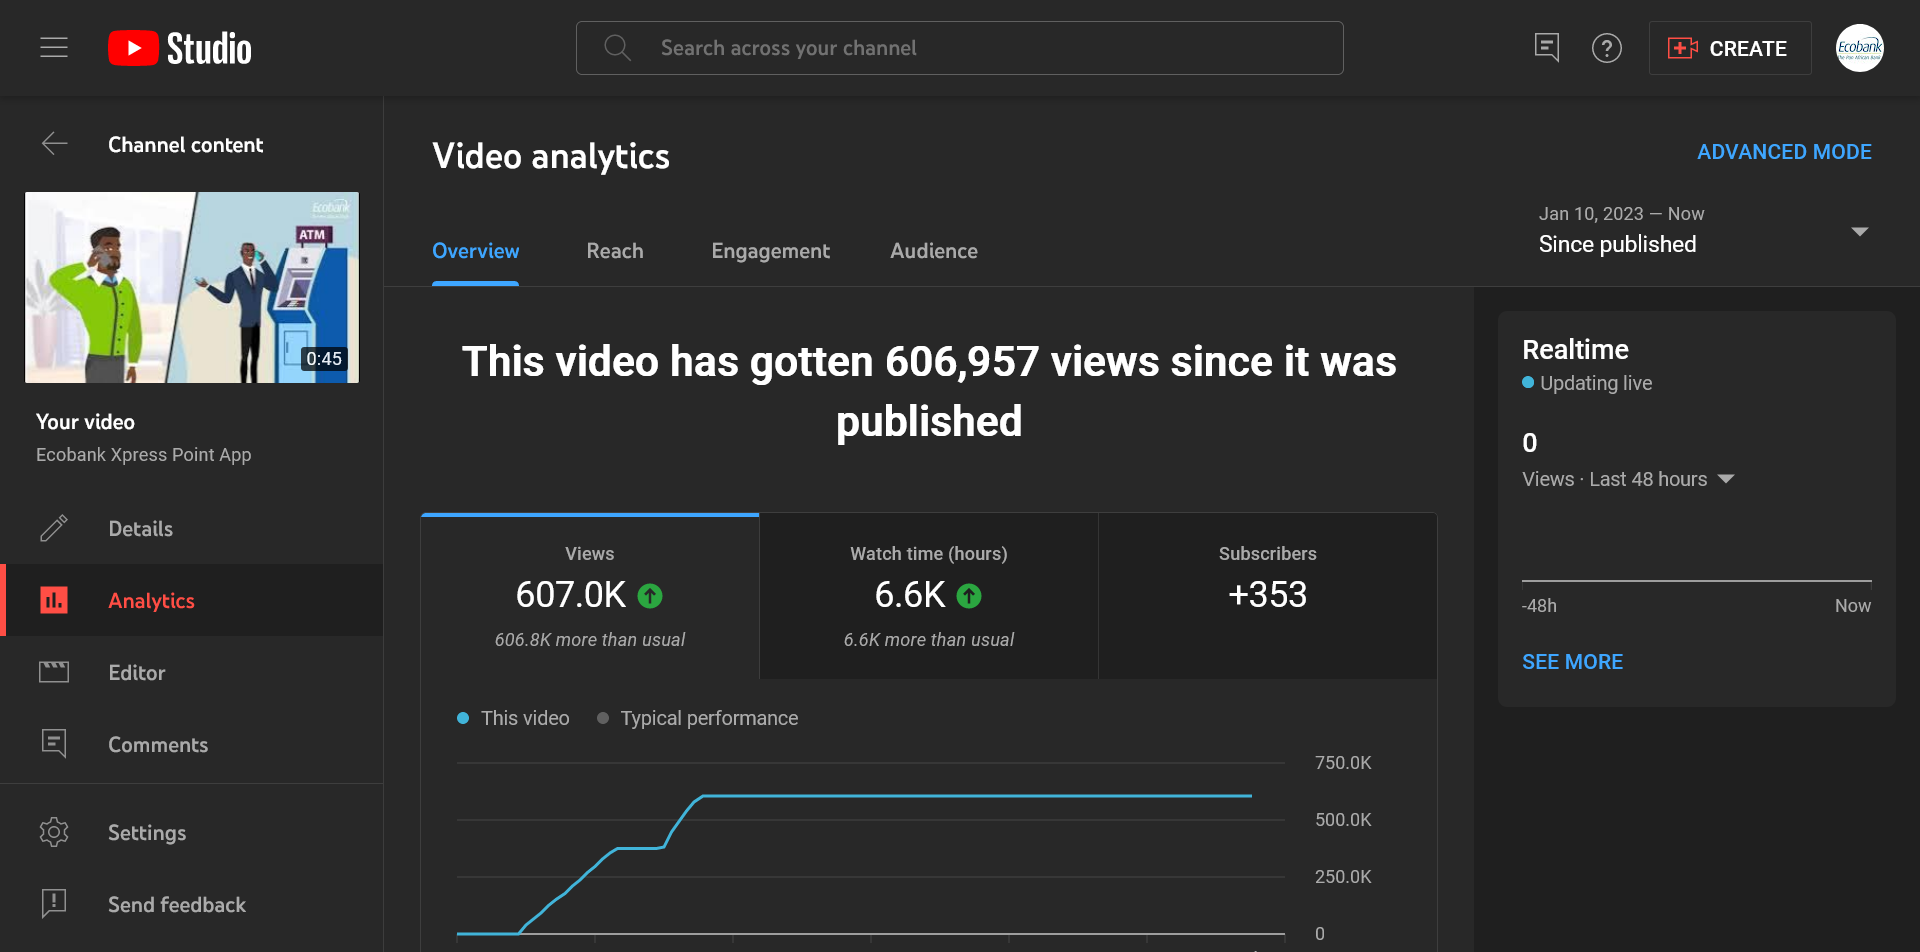 Studio
Search across your channel
CREATE
Ecobank
Channel content
Ecobank
ATM
0:45
Your video
Ecobank Xpress Point App
Details
Analytics
Editor
Comments
Settings
Send feedback
Video analytics
ADVANCED MODE
Jan 10, 2023 – Now
Since published
Overview
Reach
Engagement
Audience
This video has gotten 606,957 views since it was
published
Views
607.0K
606.8K more than usual
Watch time (hours)
6.6K
6.6K more than usual
Subscribers
+353
This video
Typical performance
750.0K
500.0K
250.0K
0
Realtime
Updating live
0
Views · Last 48 hours
-48h
Now
SEE MORE